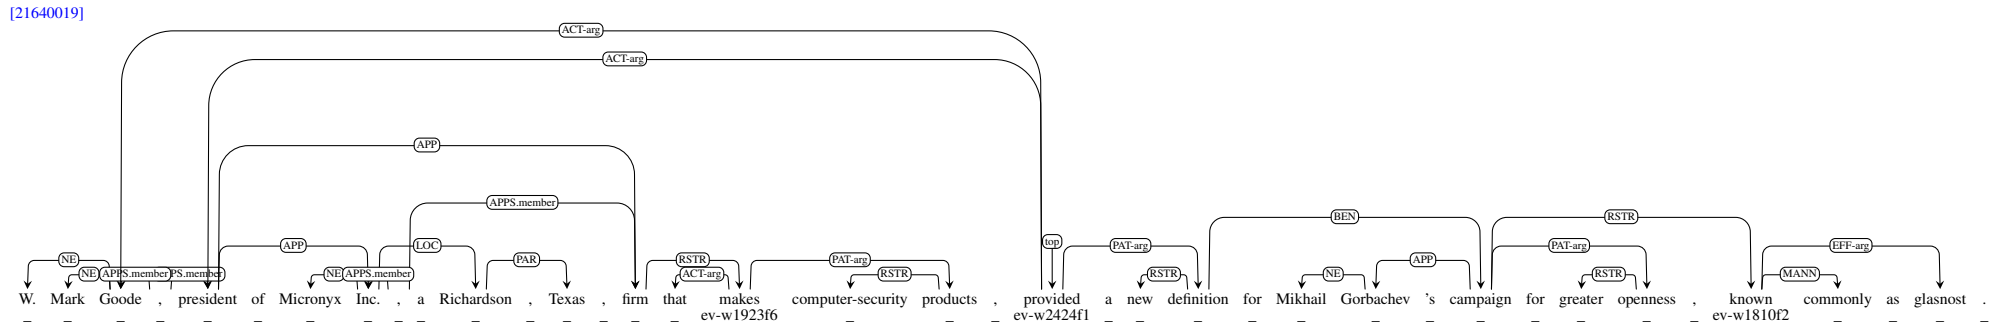 [21640019]
ACT-arg
ACT-arg
APP
APPS.member
BEN RSTR
top
APP LOC PAT-arg PAT-arg EFF-arg
NE PAR RSTR PAT-arg NE APP
NE APPS.member PS.member NE APPS.member ACT-arg RSTR RSTR RSTR MANN
W. Mark Goode , president of Micronyx Inc. , a Richardson , Texas , firm that makes computer-security products , provided a new definition for Mikhail Gorbachev 's campaign for greater openness , known commonly as glasnost .
_ _ _ _ _ _ _ _ _ _ _ _ _ _ _ _ ev-w1923f6 _ _ _ ev-w2424f1 _ _ _ _ _ _ _ _ _ _ _ _ ev-w1810f2 _ _ _ _